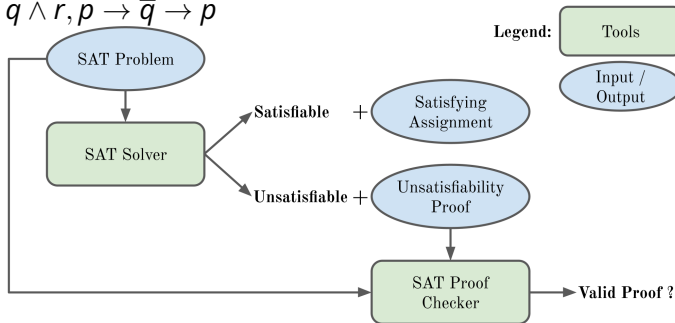 q ∧ r, p → q̅ → p
Legend:
Tools
SAT Problem
Input /
Output
Satisfiable + Satisfying
Assignment
SAT Solver
Unsatisfiable + Unsatisfiability
Proof
SAT Proof
Checker
Valid Proof ?